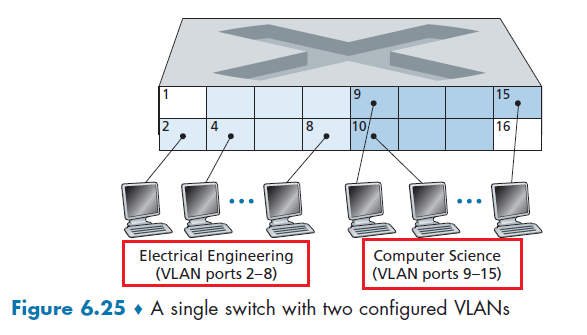 1 9 15
2 4 8 10 16
Electrical Engineering
(VLAN ports 2–8)
Computer Science
(VLAN ports 9–15)
Figure 6.25 ♦ A single switch with two configured VLANs